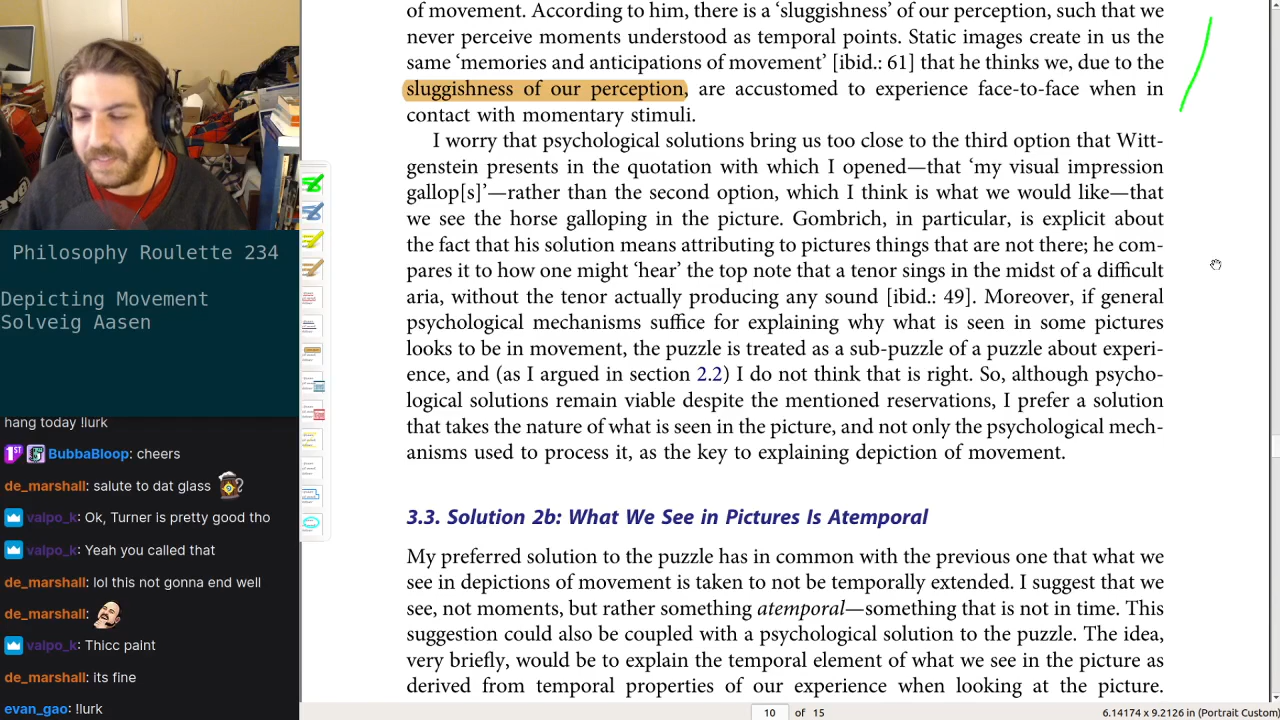 of movement. According to him, there is a ‘sluggishness’ of our perception, such that we
never perceive moments understood as temporal points. Static images create in us the
same ‘memories and anticipations of movement’ [ibid.: 61] that he thinks we, due to the
sluggishness of our perception, are accustomed to experience face-to-face when in
contact with momentary stimuli.
I worry that psychological solutions bring us too close to the third option that Witt-
genstein presents in the question with which I opened—that ‘my visual impression
gallop[s]’—rather than the second option, which I think is what we would like—that
we see the horse galloping in the picture. Gombrich, in particular, is explicit about
the fact that his solution means attributing to pictures things that are not there: he com-
pares it to how one might ‘hear’ the top note that a tenor sings in the midst of a difficult
aria without the note actually being sung at all [ibid.: 49]. Moreover, if general
psychological mechanisms suffice for explaining why what is seen in some pictures
looks to be in movement, the puzzle is turned into a sub-puzzle of a puzzle about experi-
ence, and (as I argued in section 2.2) I do not think that is right. So, although psycho-
logical solutions remain viable despite the mentioned reservations, I prefer a solution
that takes the nature of what is seen in the picture, and not only the psychological mech-
anisms used to process it, as the key to explaining depiction of movement.
3.3. Solution 2b: What We See in Pictures Is Atemporal
My preferred solution to the puzzle has in common with the previous one that what we
see in depictions of movement is taken to not be temporally extended. I suggest that we
see, not moments, but rather something atemporal—something that is not in time. This
suggestion could also be coupled with a psychological solution to the puzzle. The idea,
very briefly, would be to explain the temporal element of what we see in the picture as
derived from temporal properties of our experience when looking at the picture.
10 of 15
6.14174 x 9.2126 in (Portrait Custom)
Philosophy Roulette 234
Depicting Movement
Solveig Aasen
hang today !lurk
1ST BubbaBloop: cheers
de_marshall: salute to dat glass
valpo_k: Ok, Turner is pretty good tho
valpo_k: Yeah you called that
de_marshall: lol this not gonna end well
de_marshall:
valpo_k: Thicc paint
de_marshall: its fine
evan_gao: !lurk